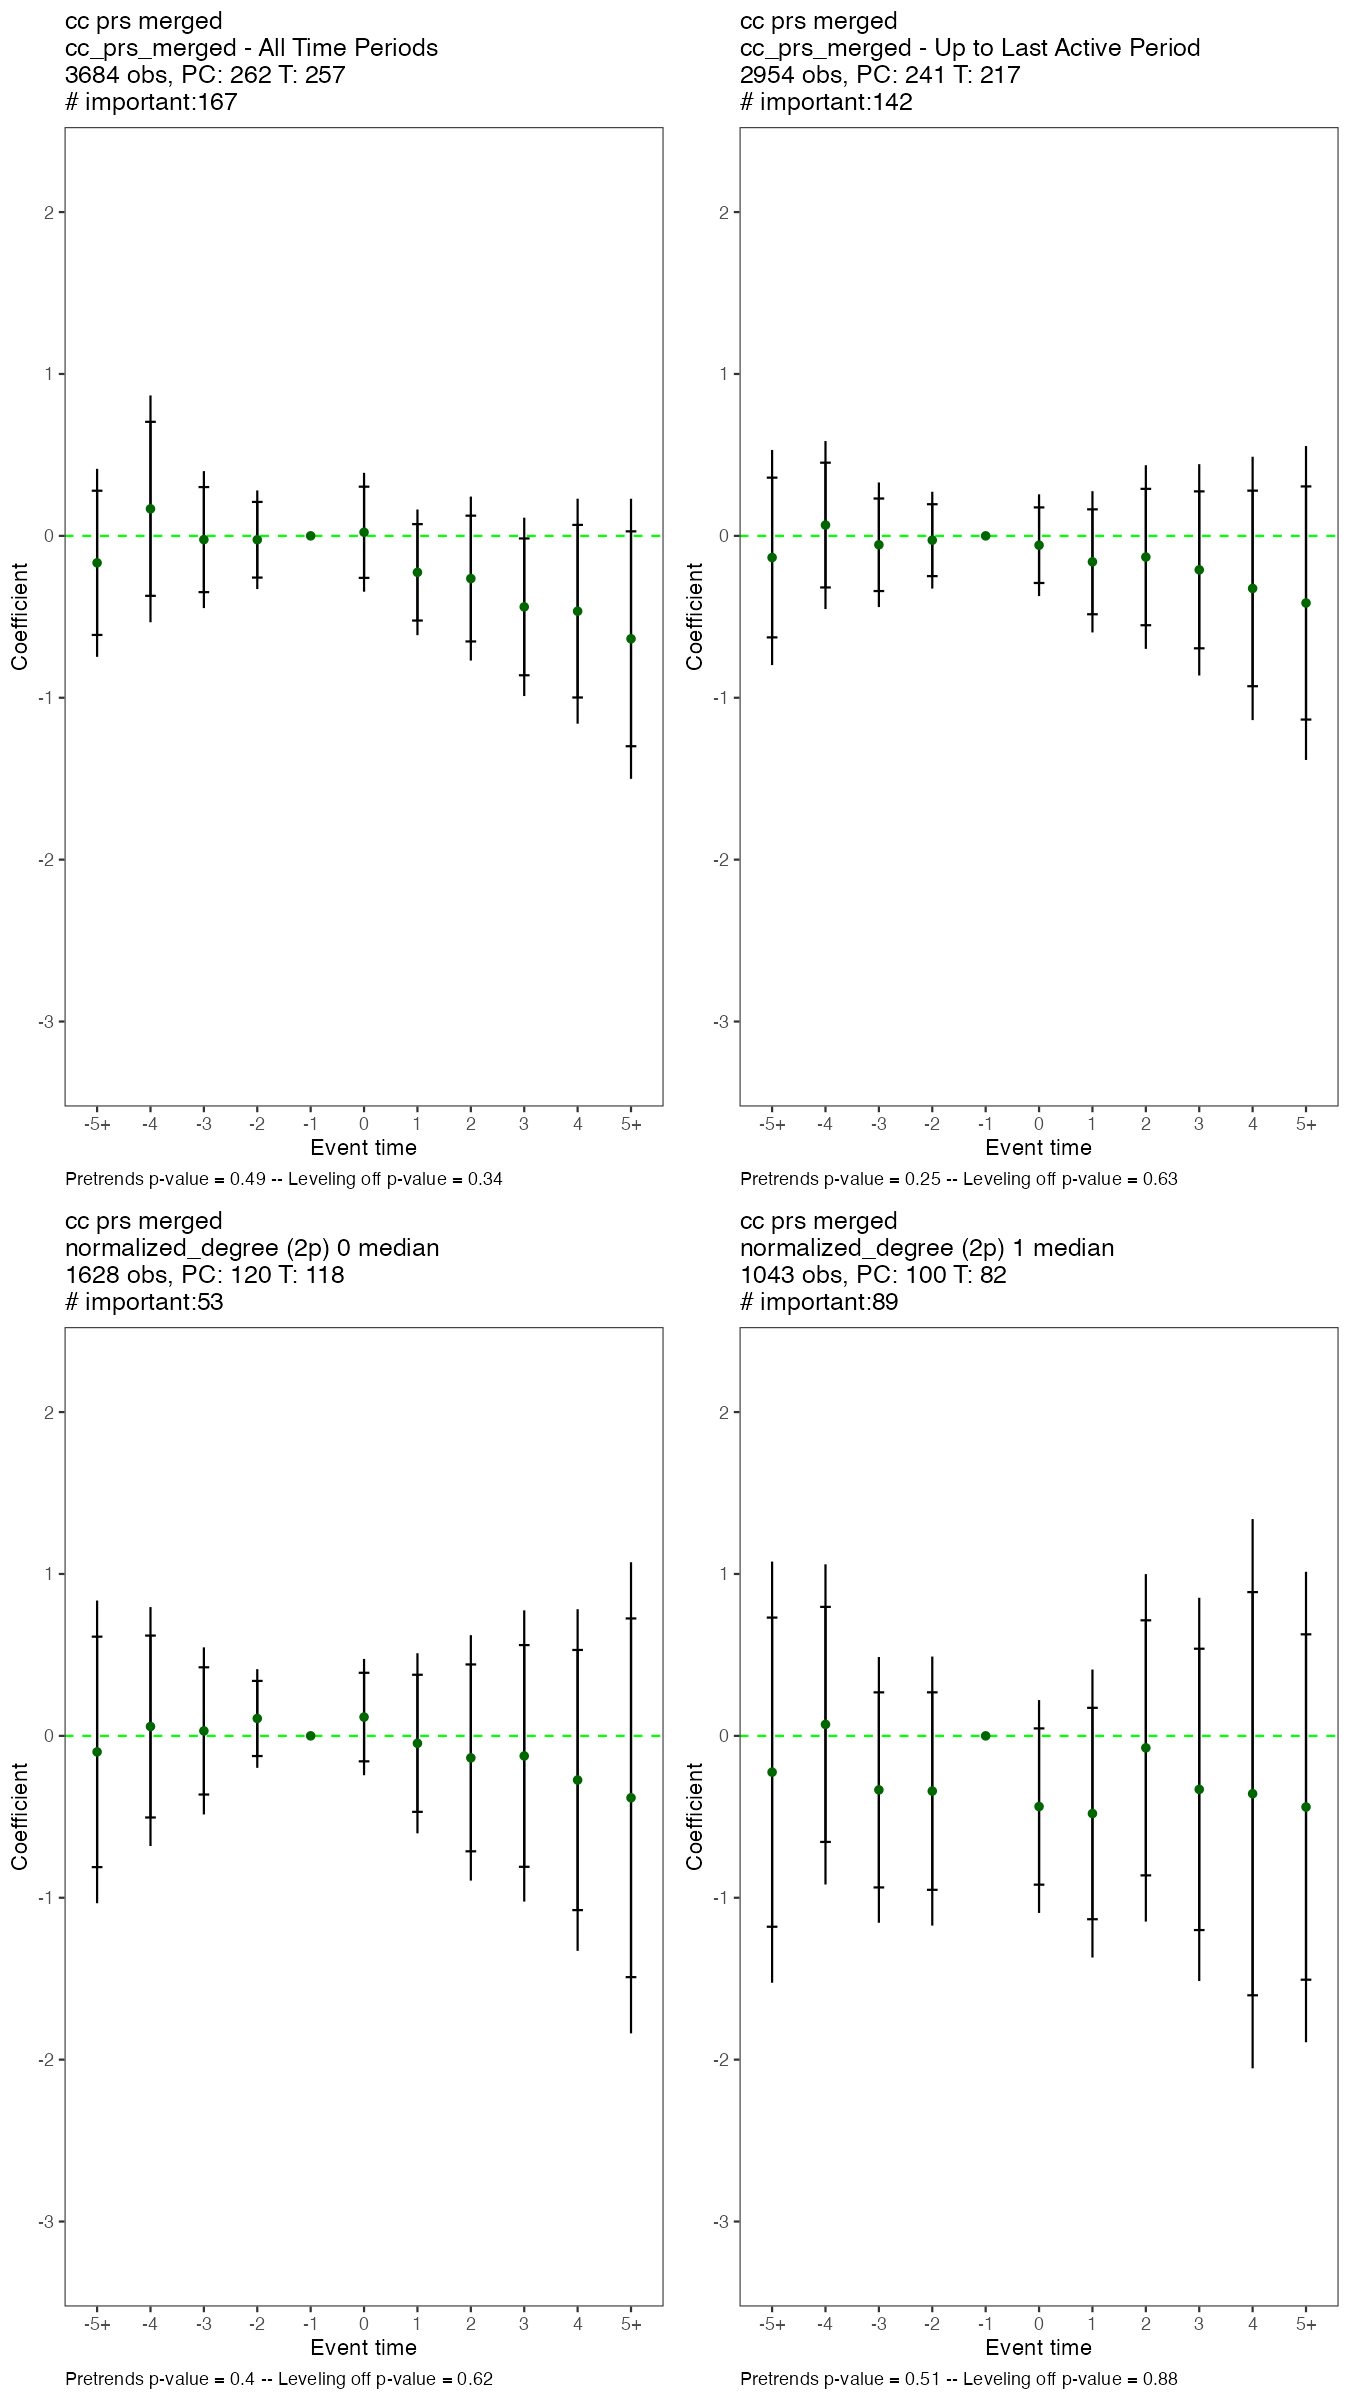 cc prs merged
cc_prs_merged - All Time Periods
3684 obs, PC: 262 T: 257
# important:167
Coefficient
2
1
0
-1
-2
-3
-5+ -4 -3 -2 -1 0 1 2 3 4 5+
Event time
Pretrends p-value = 0.49 -- Leveling off p-value = 0.34
cc prs merged
cc_prs_merged - Up to Last Active Period
2954 obs, PC: 241 T: 217
# important:142
Coefficient
2
1
0
-1
-2
-3
-5+ -4 -3 -2 -1 0 1 2 3 4 5+
Event time
Pretrends p-value = 0.25 -- Leveling off p-value = 0.63
cc prs merged
normalized_degree (2p) 0 median
1628 obs, PC: 120 T: 118
# important:53
Coefficient
2
1
0
-1
-2
-3
-5+ -4 -3 -2 -1 0 1 2 3 4 5+
Event time
Pretrends p-value = 0.4 -- Leveling off p-value = 0.62
cc prs merged
normalized_degree (2p) 1 median
1043 obs, PC: 100 T: 82
# important:89
Coefficient
2
1
0
-1
-2
-3
-5+ -4 -3 -2 -1 0 1 2 3 4 5+
Event time
Pretrends p-value = 0.51 -- Leveling off p-value = 0.88